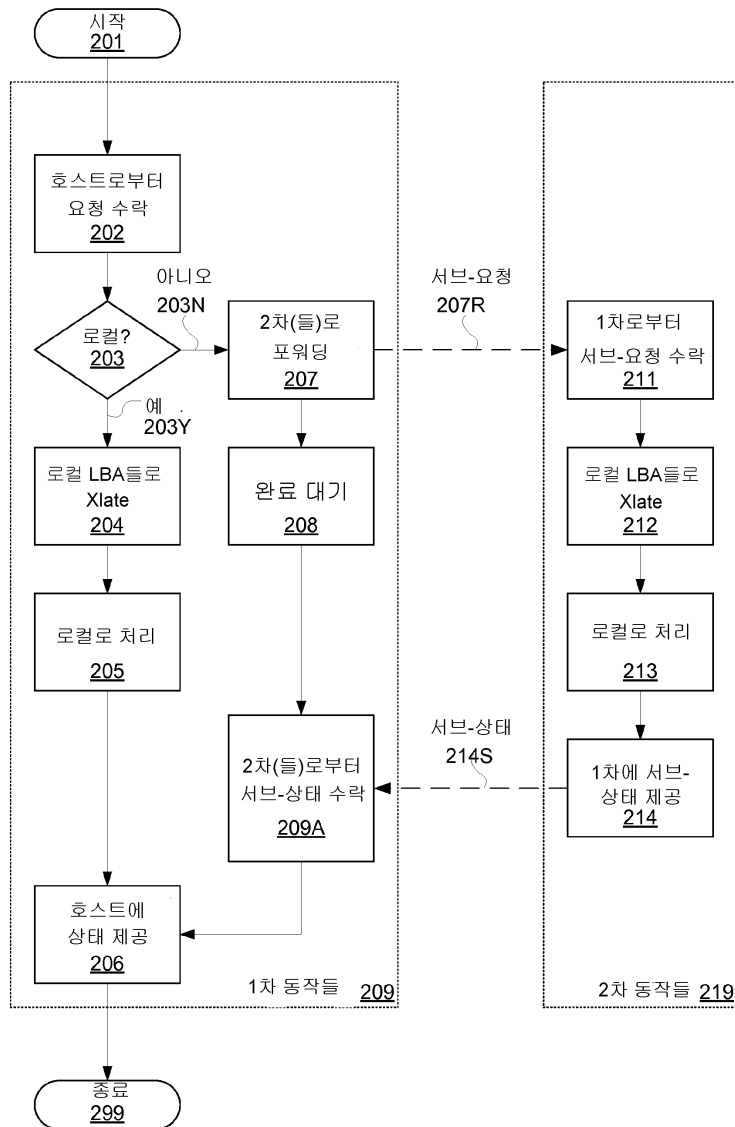 시작
201
호스트로부터
요청 수락
202
아니오
203N
로컬?
203
예
203Y
2차(들)로
포워딩
207
서브-요청
207R
1차로부터
서브-요청 수락
211
로컬 LBA들로
Xlate
204
완료 대기
208
로컬 LBA들로
Xlate
212
로컬로 처리
205
로컬로 처리
213
2차(들)로부터
서브-상태 수락
209A
서브-상태
214S
1차에 서브-
상태 제공
214
호스트에
상태 제공
206
1차 동작들 209
2차 동작들 219
종료
299